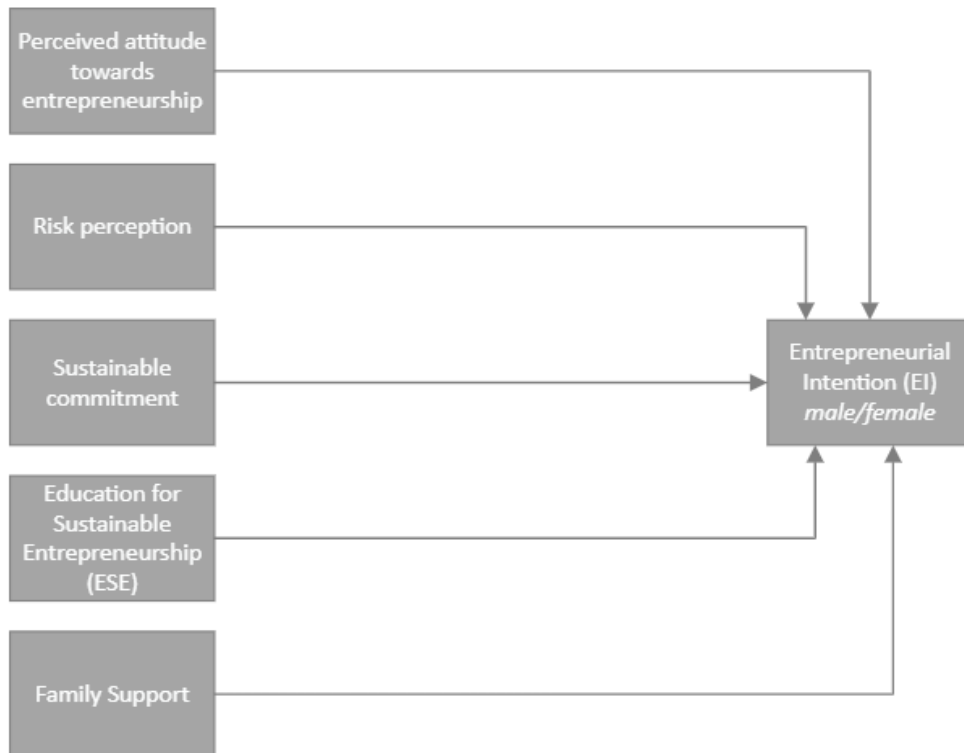 Perceived attitude
towards
entrepreneurship
Risk perception
Sustainable
commitment
Entrepreneurial
Intention (EI)
male/female
Education for
Sustainable
Entrepreneurship
(ESE)
Family Support